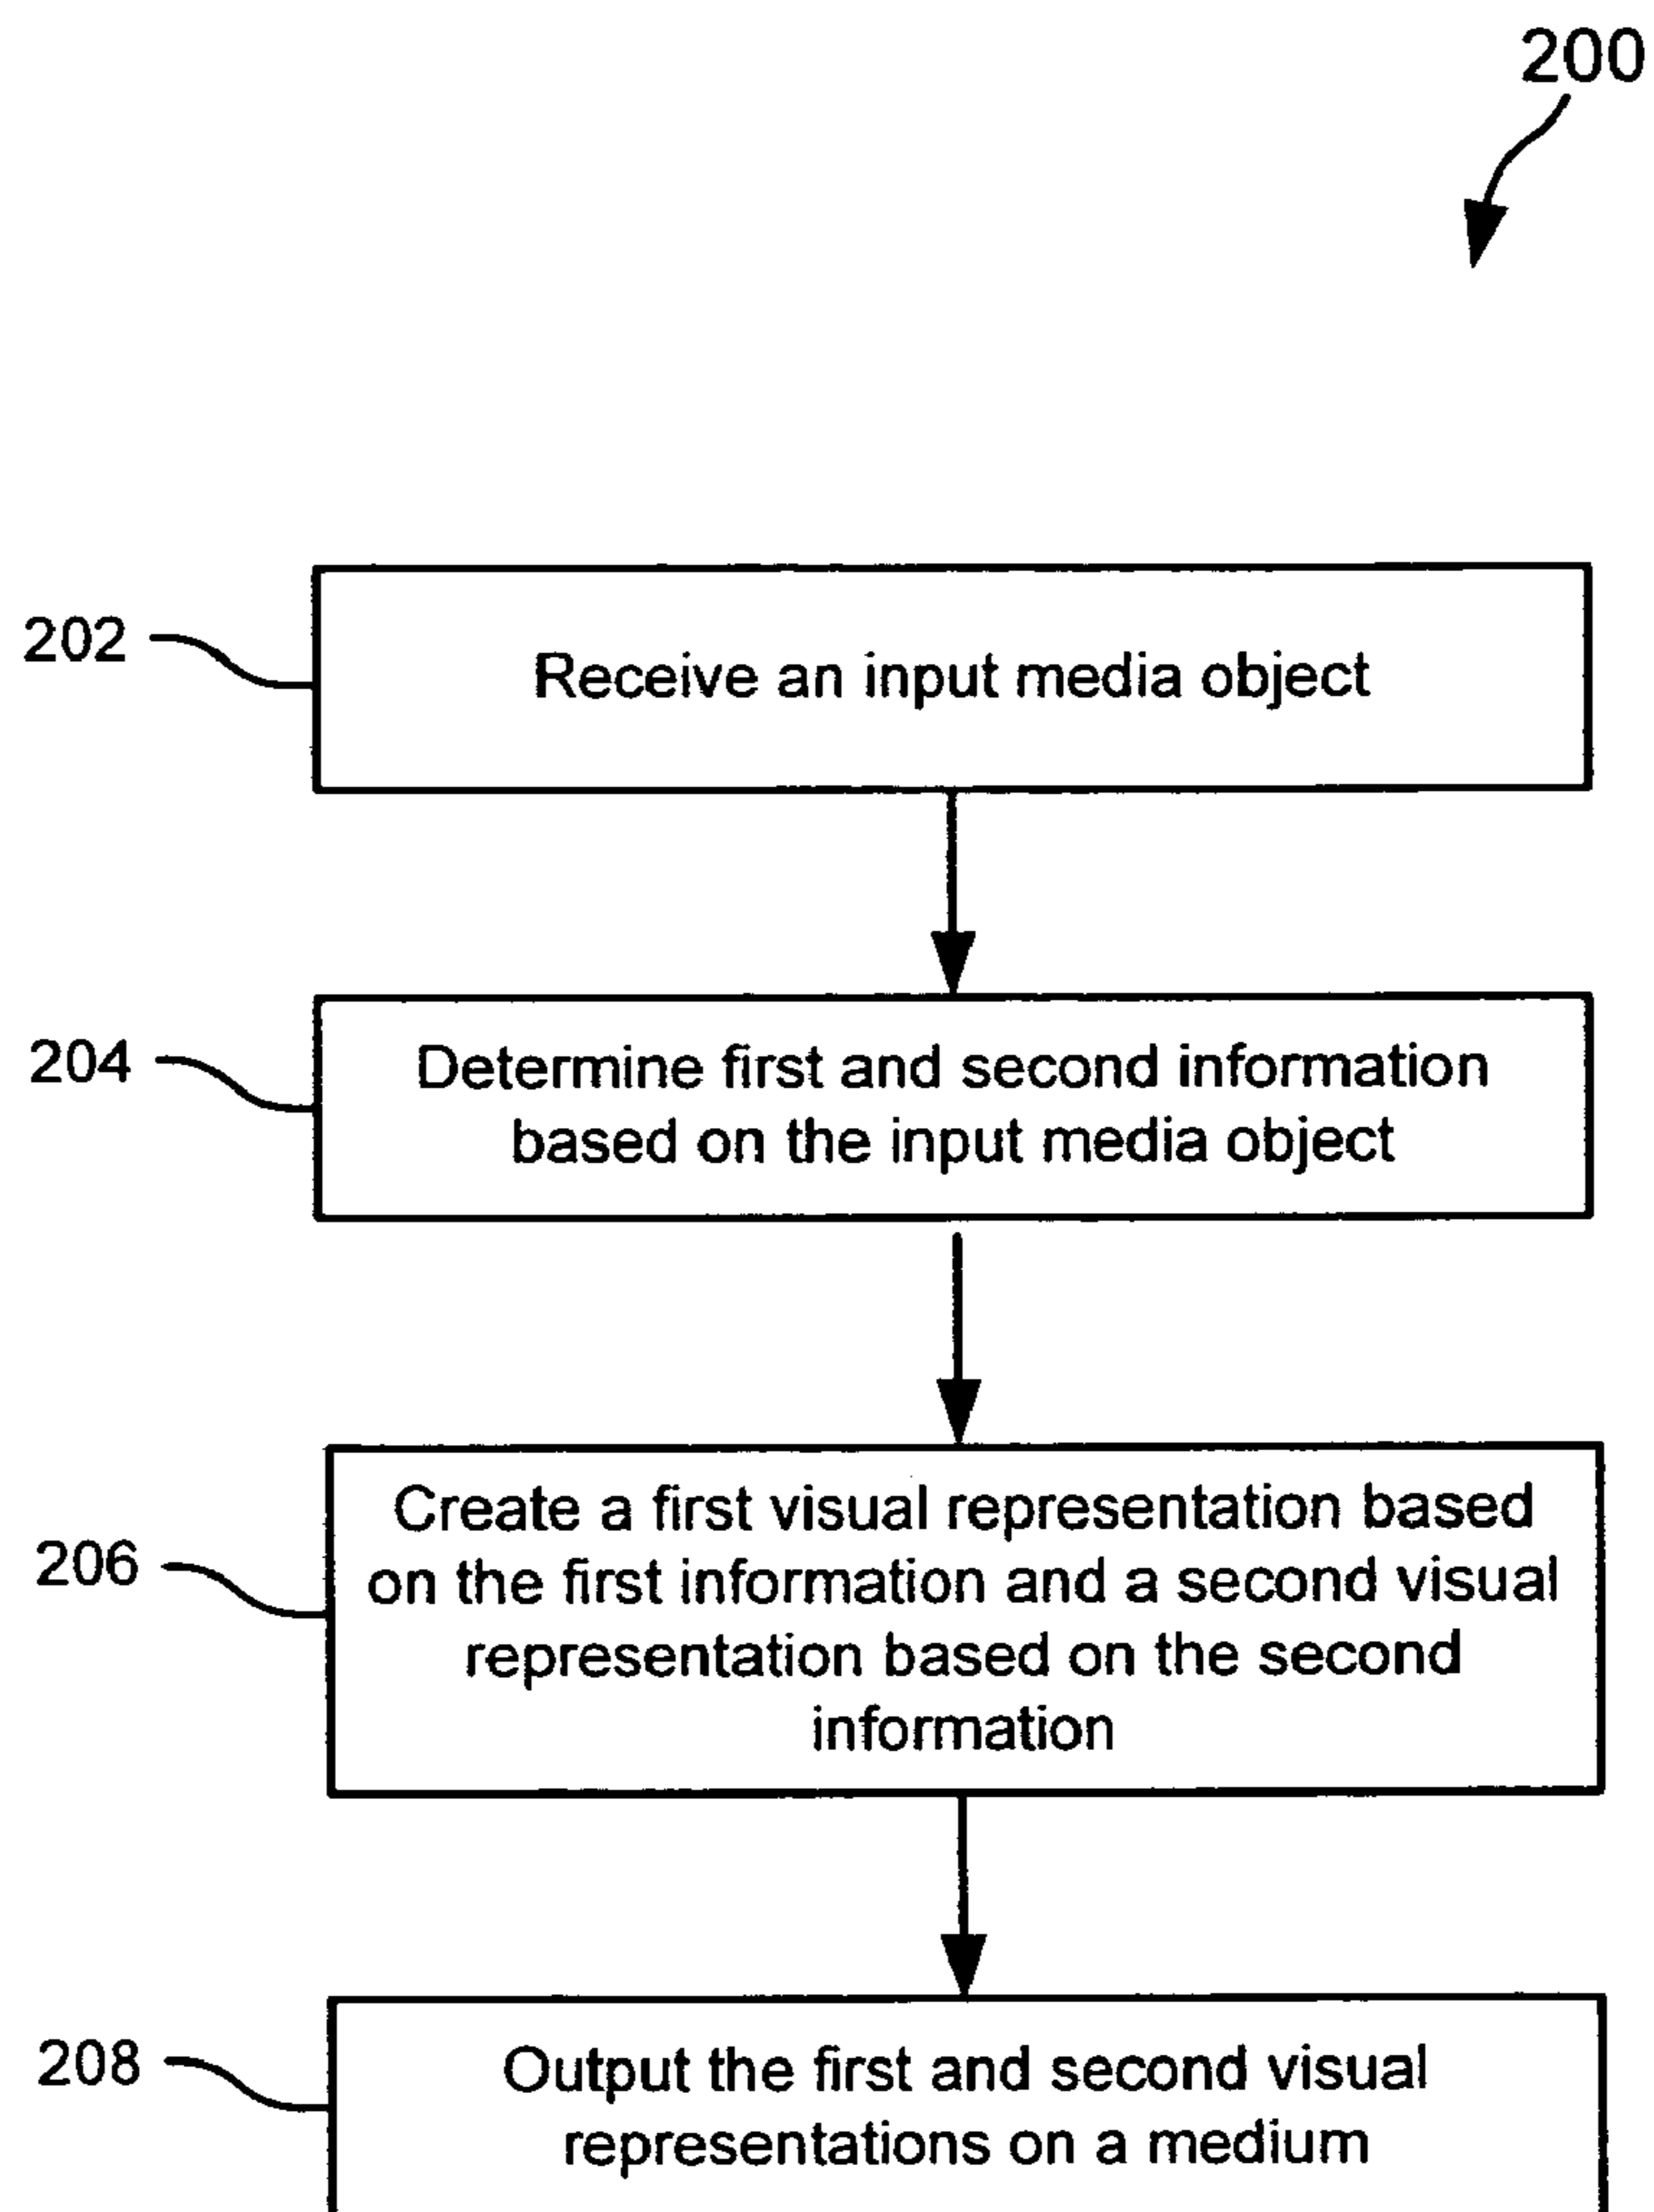 200
202
Receive an input media object
204
Determine first and second information
based on the input media object
206
Create a first visual representation based
on the first information and a second visual
representation based on the second
information
208
Output the first and second visual
representations on a medium